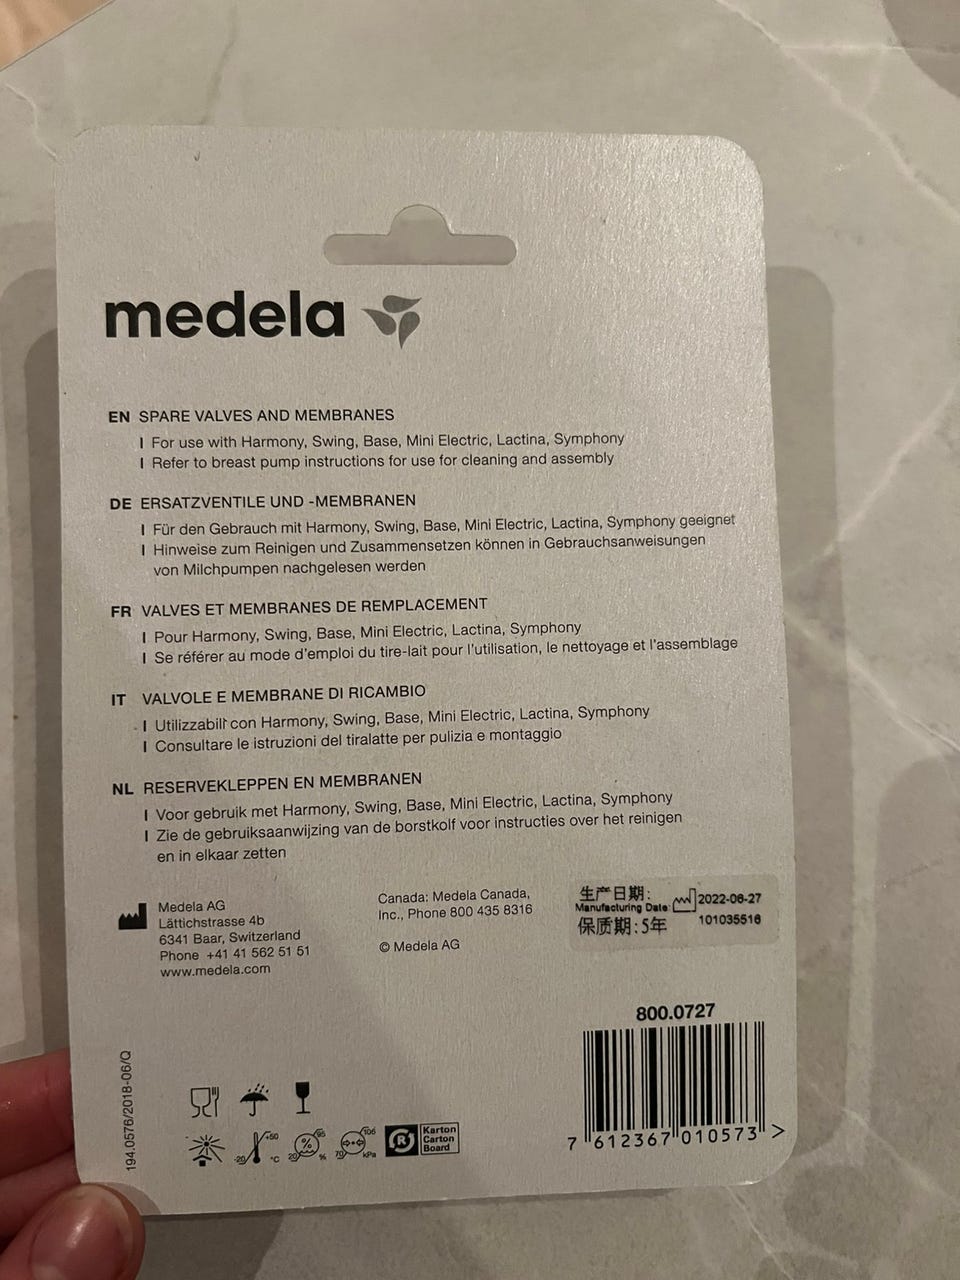 medela
EN SPARE VALVES AND MEMBRANES
I For use with Harmony, Swing, Base, Mini Electric, Lactina, Symphony
I Refer to breast pump instructions for use for cleaning and assembly
DE ERSATZVENTILE UND -MEMBRANEN
I Für den Gebrauch mit Harmony, Swing, Base, Mini Electric, Lactina, Symphony geeignet
I Hinweise zum Reinigen und Zusammensetzen können in Gebrauchsanweisungen
von Milchpumpen nachgelesen werden
FR VALVES ET MEMBRANES DE REMPLACEMENT
I Pour Harmony, Swing, Base, Mini Electric, Lactina, Symphony
I Se référer au mode d'emploi du tire-lait pour l'utilisation, le nettoyage et l'assemblage
IT VALVOLE E MEMBRANE DI RICAMBIO
I Utilizzabili con Harmony, Swing, Base, Mini Electric, Lactina, Symphony
I Consultare le istruzioni del tiralatte per pulizia e montaggio
NL RESERVEKLEPPEN EN MEMBRANEN
I Voor gebruik met Harmony, Swing, Base, Mini Electric, Lactina, Symphony
I Zie de gebruiksaanwijzing van de borstkolf voor instructies over het reinigen
en in elkaar zetten
Medela AG
Lättichstrasse 4b
6341 Baar, Switzerland
Phone +41 41 562 51 51
www.medela.com
Canada: Medela Canada,
Inc., Phone 800 435 8316
© Medela AG
生产日期:
Manufacturing Date: 2022-06-27
保质期:5年 101035516
800.0727
7 612367 010573 >
194.0576/2018-06/Q
-20 +50 °C
20 95 %
70 106 kPa
R
Karton
Carton
Board